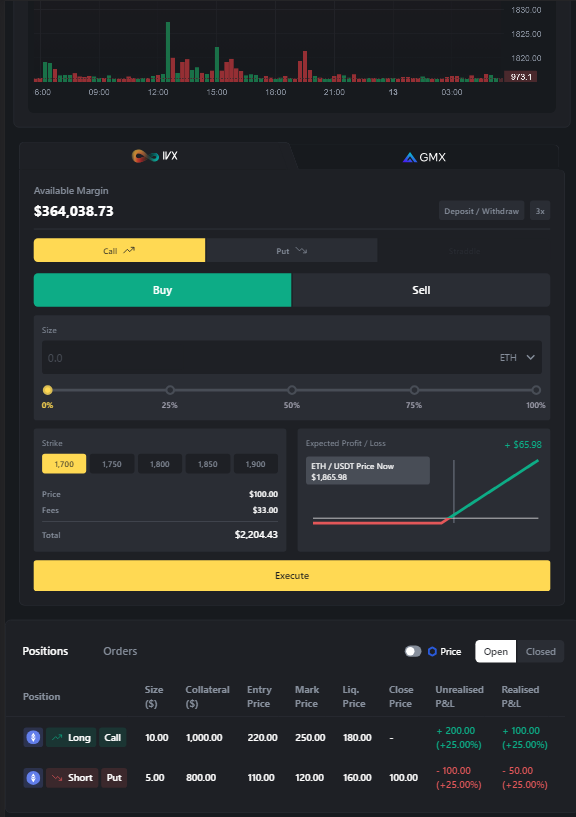 1830.00
1825.00
1820.00
973.1
6:00 09:00 12:00 15:00 18:00 21:00 13 03:00
IVX GMX
Available Margin
$364,038.73 Deposit / Withdraw 3x
Call Put
Buy Sell
Size
0.0 ETH
0% 25% 50% 75% 100%
Strike Expected Profit / Loss + $65.98
1,700 1,750 1,800 1,850 1,900
ETH / USDT Price Now
$1,865.98
Price $100.00
Fees $33.00
Total $2,204.43
Execute
Positions Orders Price Open Closed
Position Size ($) Collateral ($) Entry Price Mark Price Liq. Price Close Price Unrealised P&L Realised P&L
Long Call 10.00 1,000.00 220.00 250.00 180.00 - + 200.00 (+25.00%) + 100.00 (+25.00%)
Short Put 5.00 800.00 110.00 120.00 160.00 100.00 - 100.00 (+25.00%) - 50.00 (+25.00%)